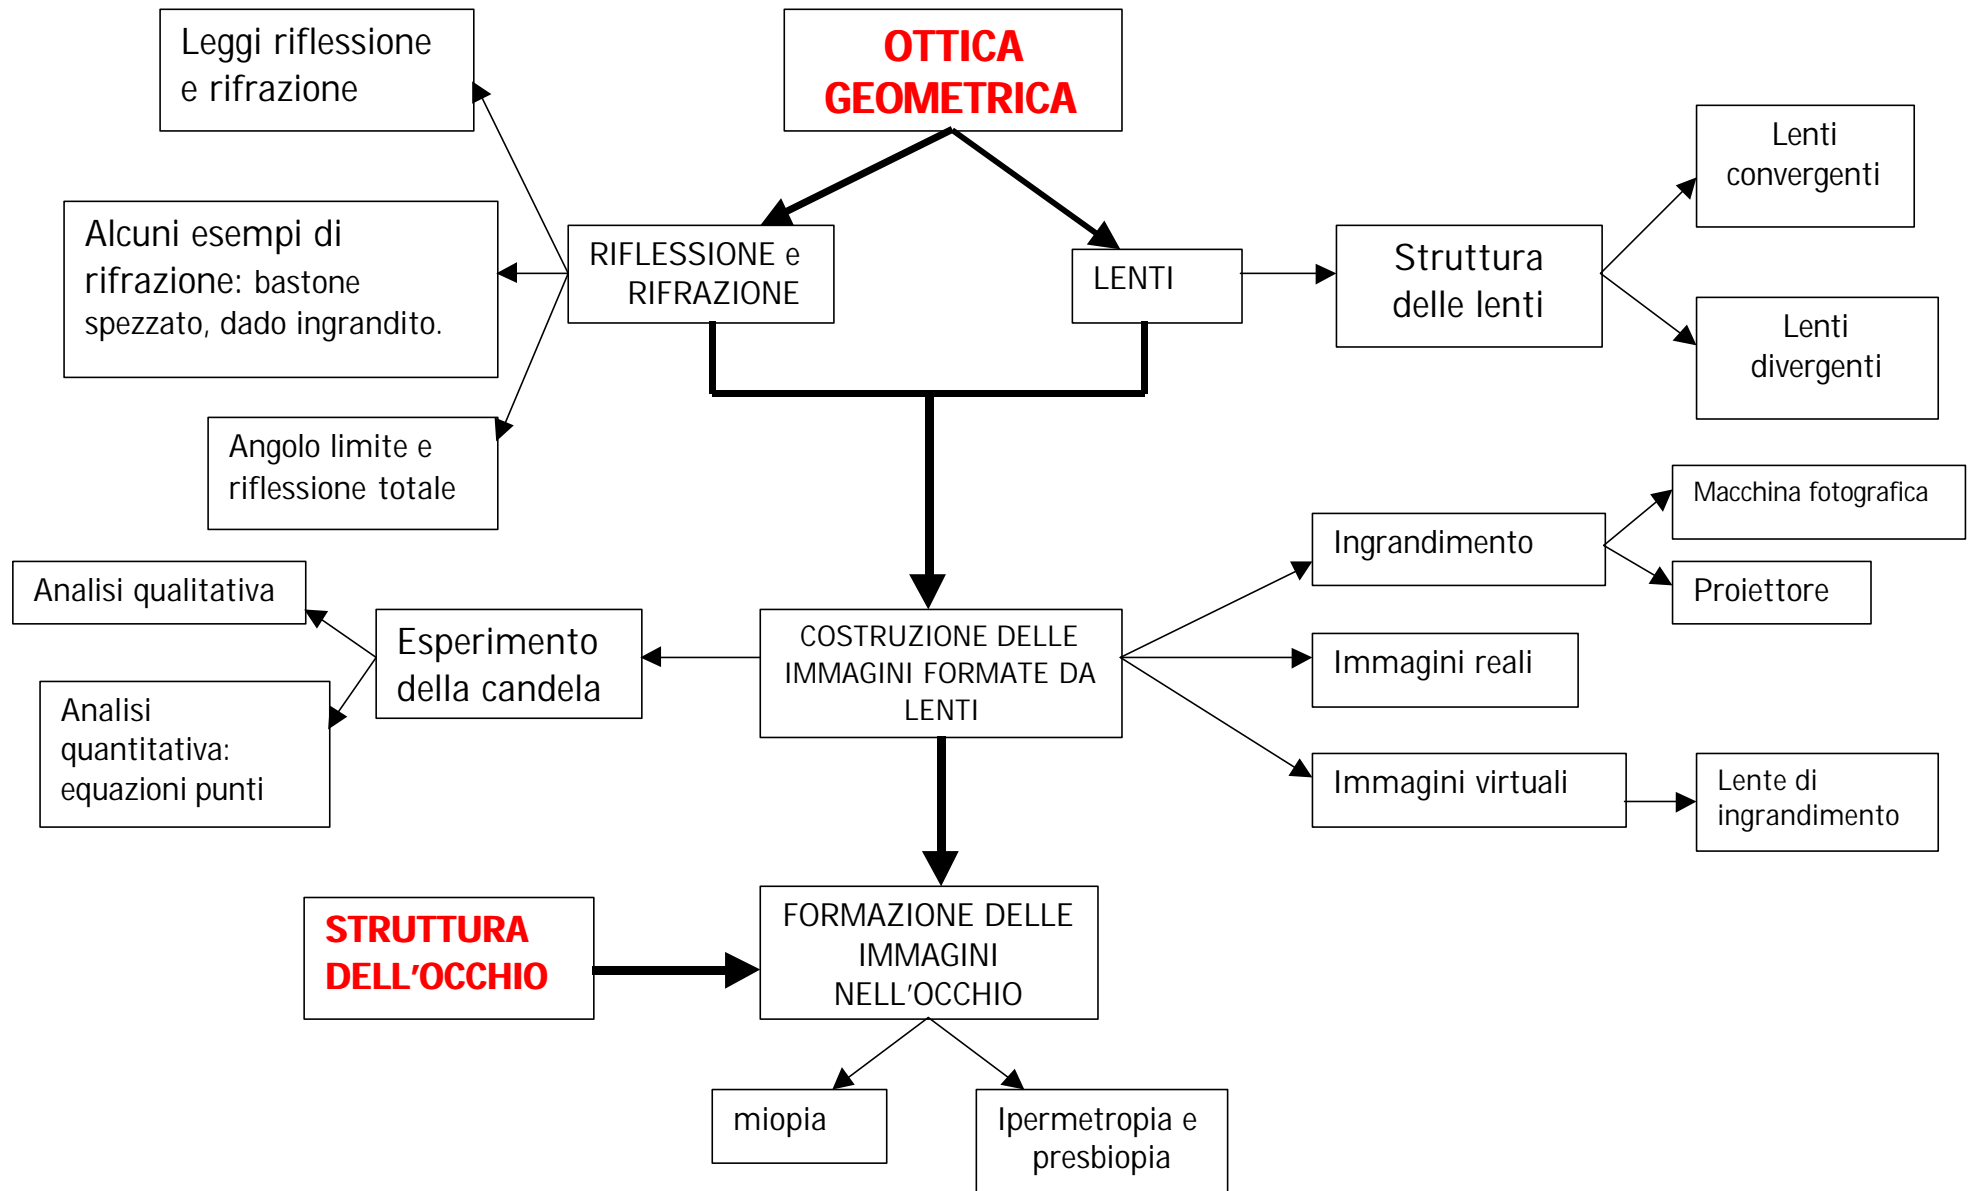 Leggi riflessione
e rifrazione
OTTICA
GEOMETRICA
Lenti
convergenti
Alcuni esempi di
rifrazione: bastone
spezzato, dado ingrandito.
RIFLESSIONE e
RIFRAZIONE
LENTI
Struttura
delle lenti
Lenti
divergenti
Angolo limite e
riflessione totale
Macchina fotografica
Ingrandimento
Proiettore
Analisi qualitativa
Esperimento
della candela
COSTRUZIONE DELLE
IMMAGINI FORMATE DA
LENTI
Immagini reali
Analisi
quantitativa:
equazioni punti
Immagini virtuali
Lente di
ingrandimento
STRUTTURA
DELL’OCCHIO
FORMAZIONE DELLE
IMMAGINI
NELL’OCCHIO
miopia
Ipermetropia e
presbiopia